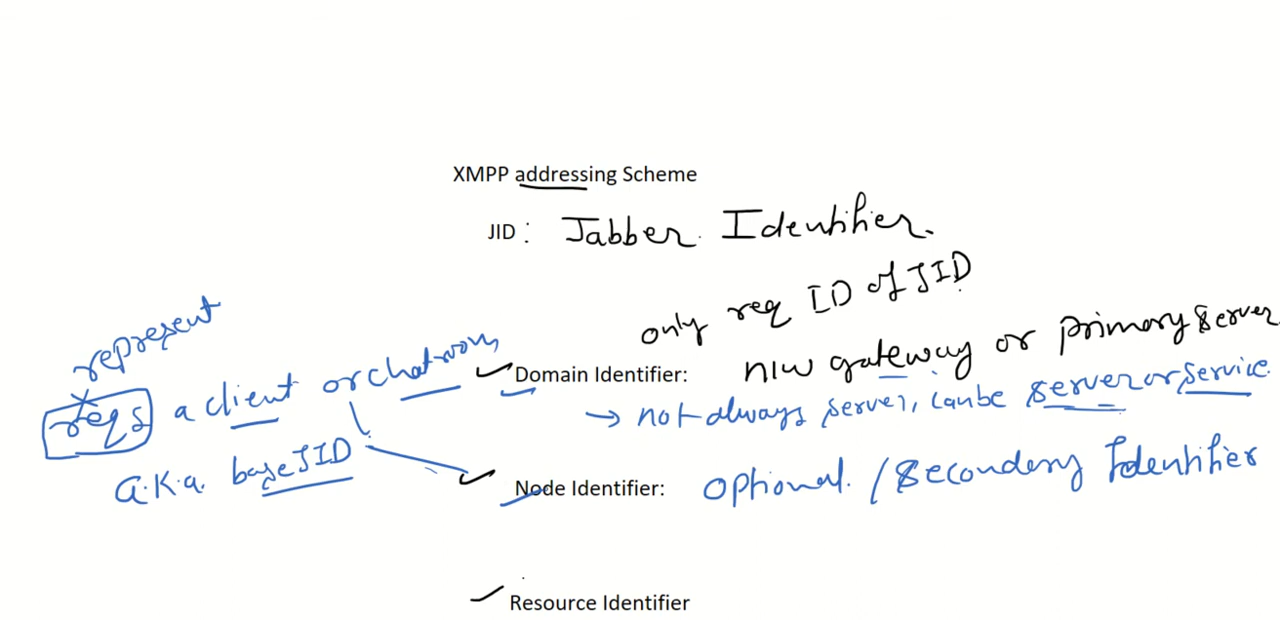 XMPP addressing Scheme
JID : Jabber Identifier.
only req ID of JID
Domain Identifier: n/w gateway or primary server
→ not always server, can be server or service.
represent
reqs a client or chatroom
a.k.a. base JID
Node Identifier: optional. / Secondary Identifier
Resource Identifier